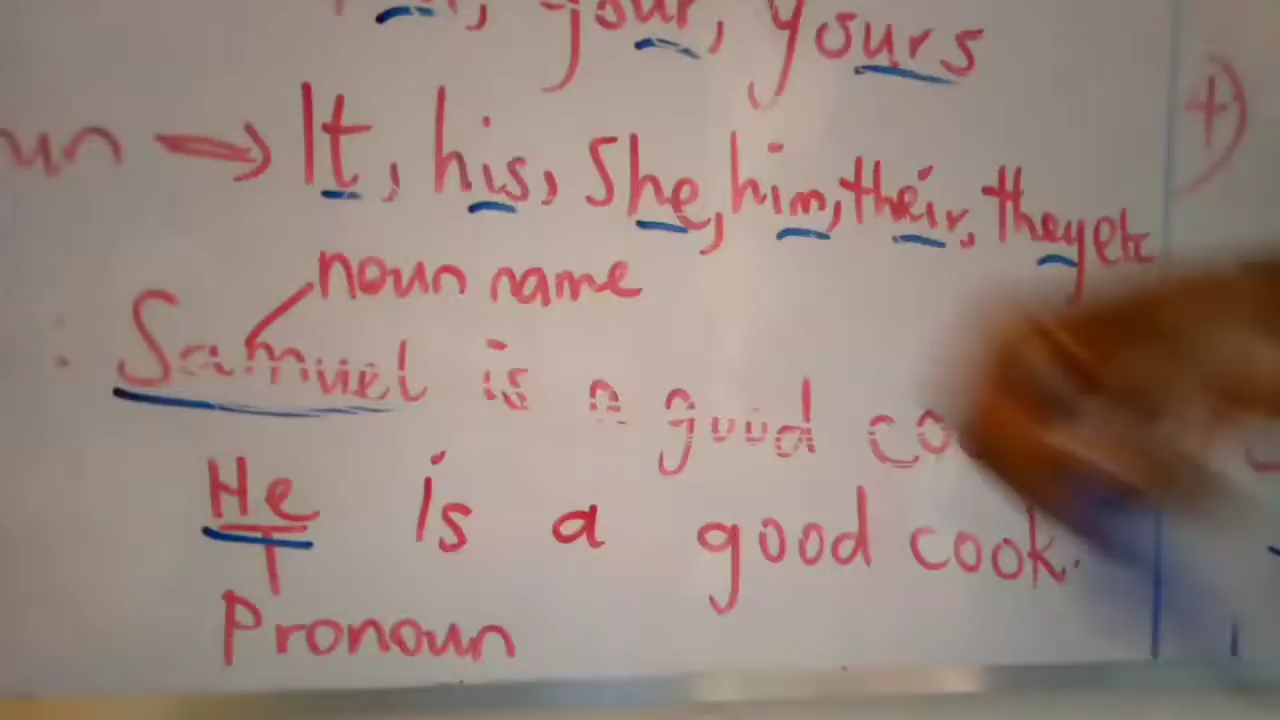 your, yours
→ It, his, She, him, their, they etc
noun name
Samuel is a good
He is a good cook.
Pronoun